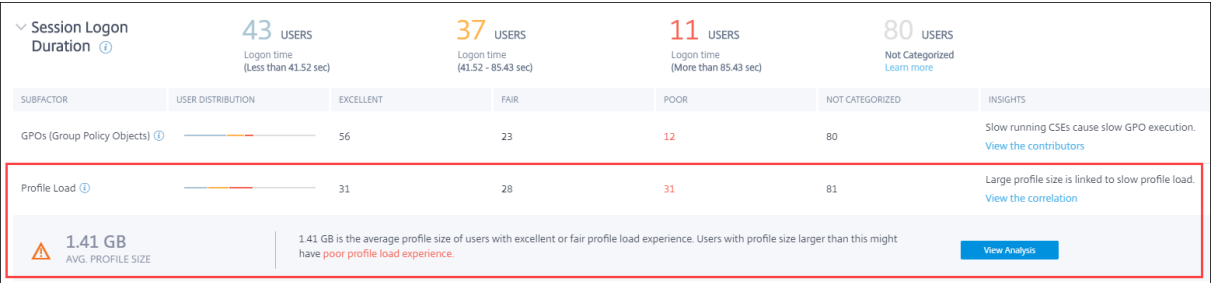 Session Logon
Duration
43 USERS
Logon time
(Less than 41.52 sec)
37 USERS
Logon time
(41.52 - 85.43 sec)
11 USERS
Logon time
(More than 85.43 sec)
80 USERS
Not Categorized
Learn more
SUBFACTOR USER DISTRIBUTION EXCELLENT FAIR POOR NOT CATEGORIZED INSIGHTS
GPOs (Group Policy Objects) 56 23 12 80 Slow running CSEs cause slow GPO execution.
View the contributors
Profile Load 31 28 31 81 Large profile size is linked to slow profile load.
View the correlation
1.41 GB
AVG. PROFILE SIZE
1.41 GB is the average profile size of users with excellent or fair profile load experience. Users with profile size larger than this might
have poor profile load experience.
View Analysis